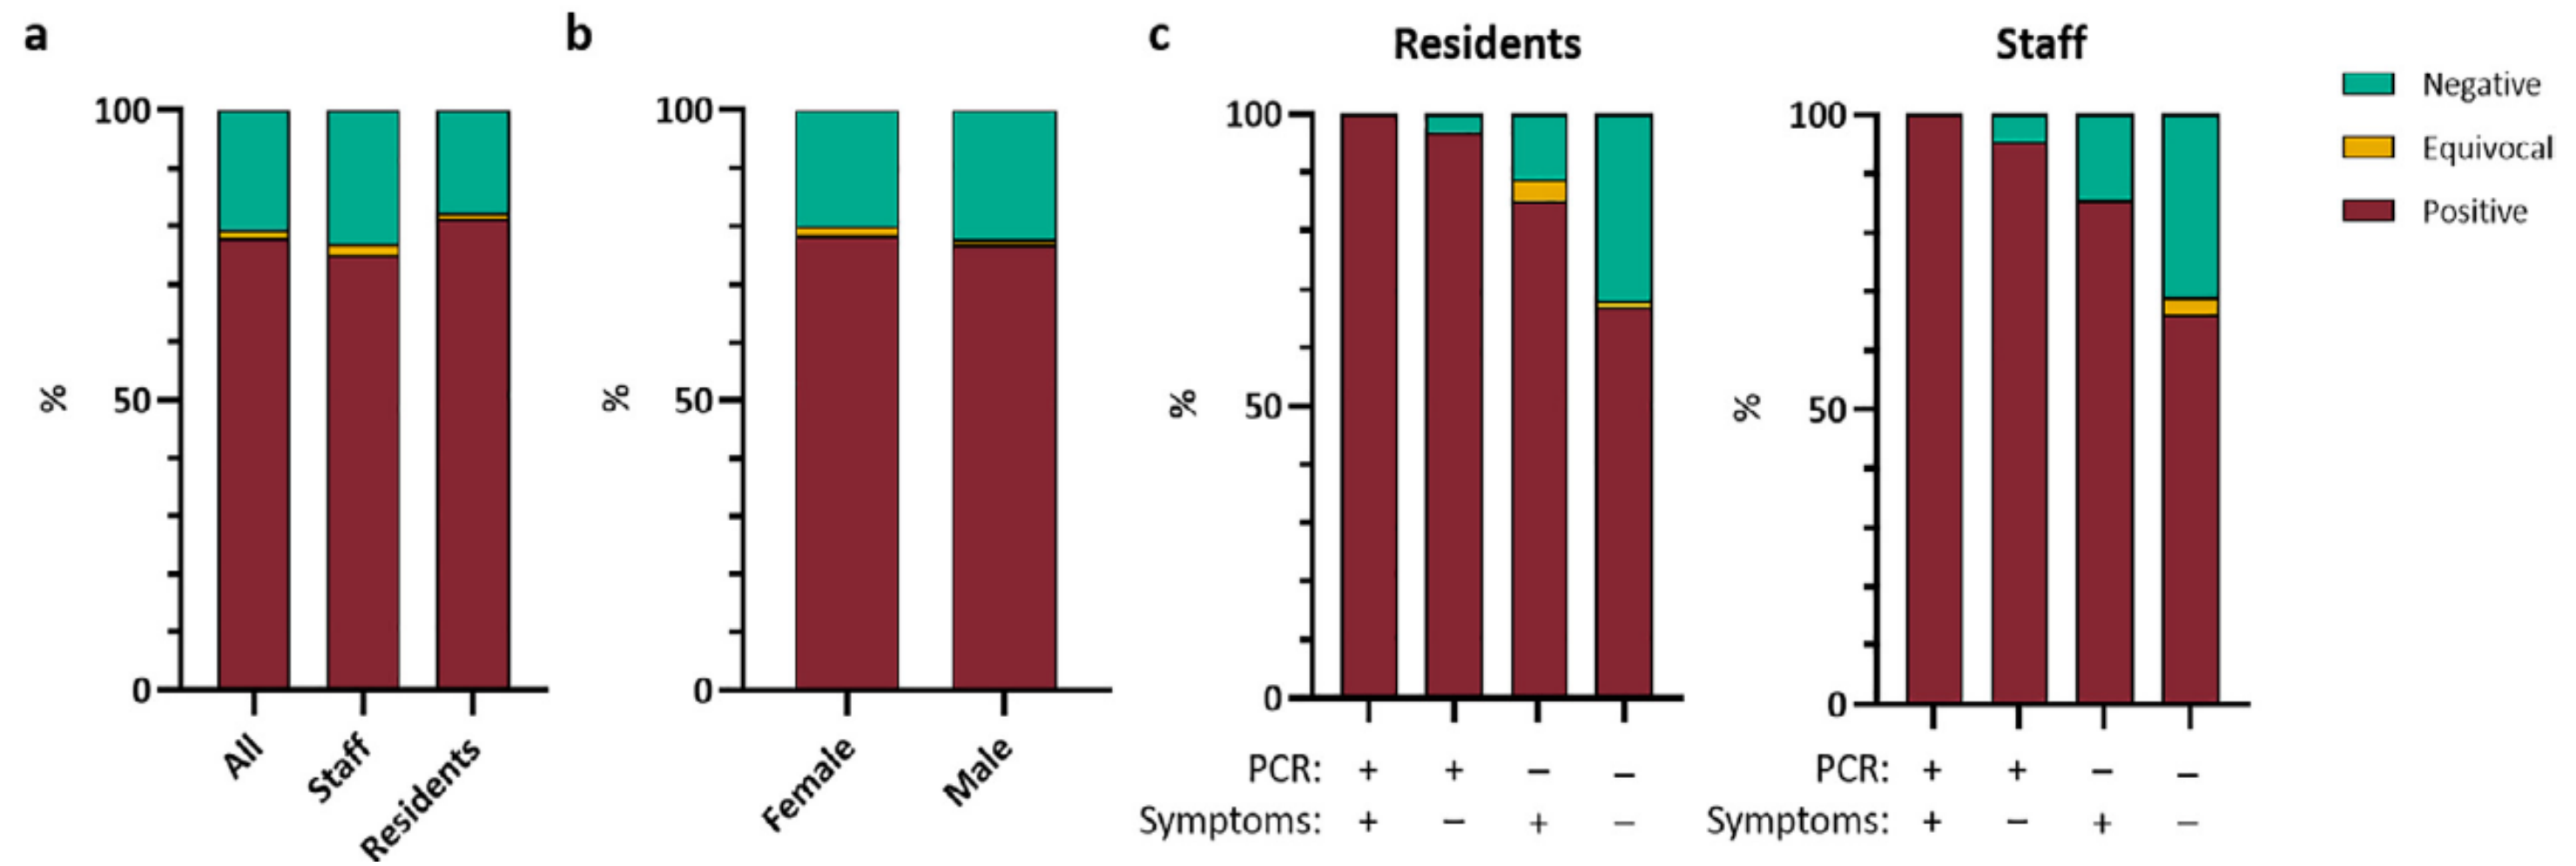 a
100
50
0
%
All
Staff
Residents
b
100
50
0
%
Female
Male
c
Residents
100
50
0
%
PCR: + + – –
Symptoms: + – + –
Staff
100
50
0
%
PCR: + + – –
Symptoms: + – + –
Negative
Equivocal
Positive